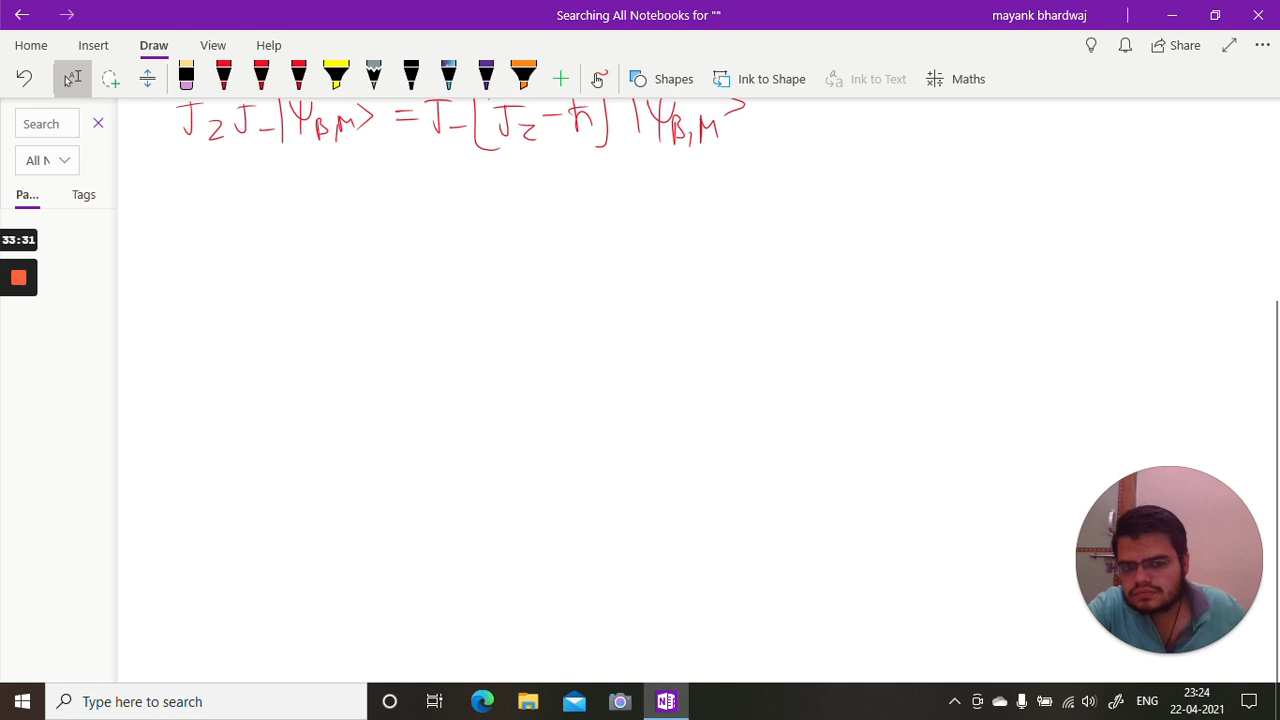 Searching All Notebooks for ""
mayank bhardwaj
Home Insert Draw View Help
Share
Shapes
Ink to Shape
Ink to Text
Maths
Search
All N
Pa...
Tags
33:31
J_z J_- |ψ_{β,M}> = J_- [J_z - ħ] |ψ_{β,M}>
Type here to search
ENG
23:24
22-04-2021